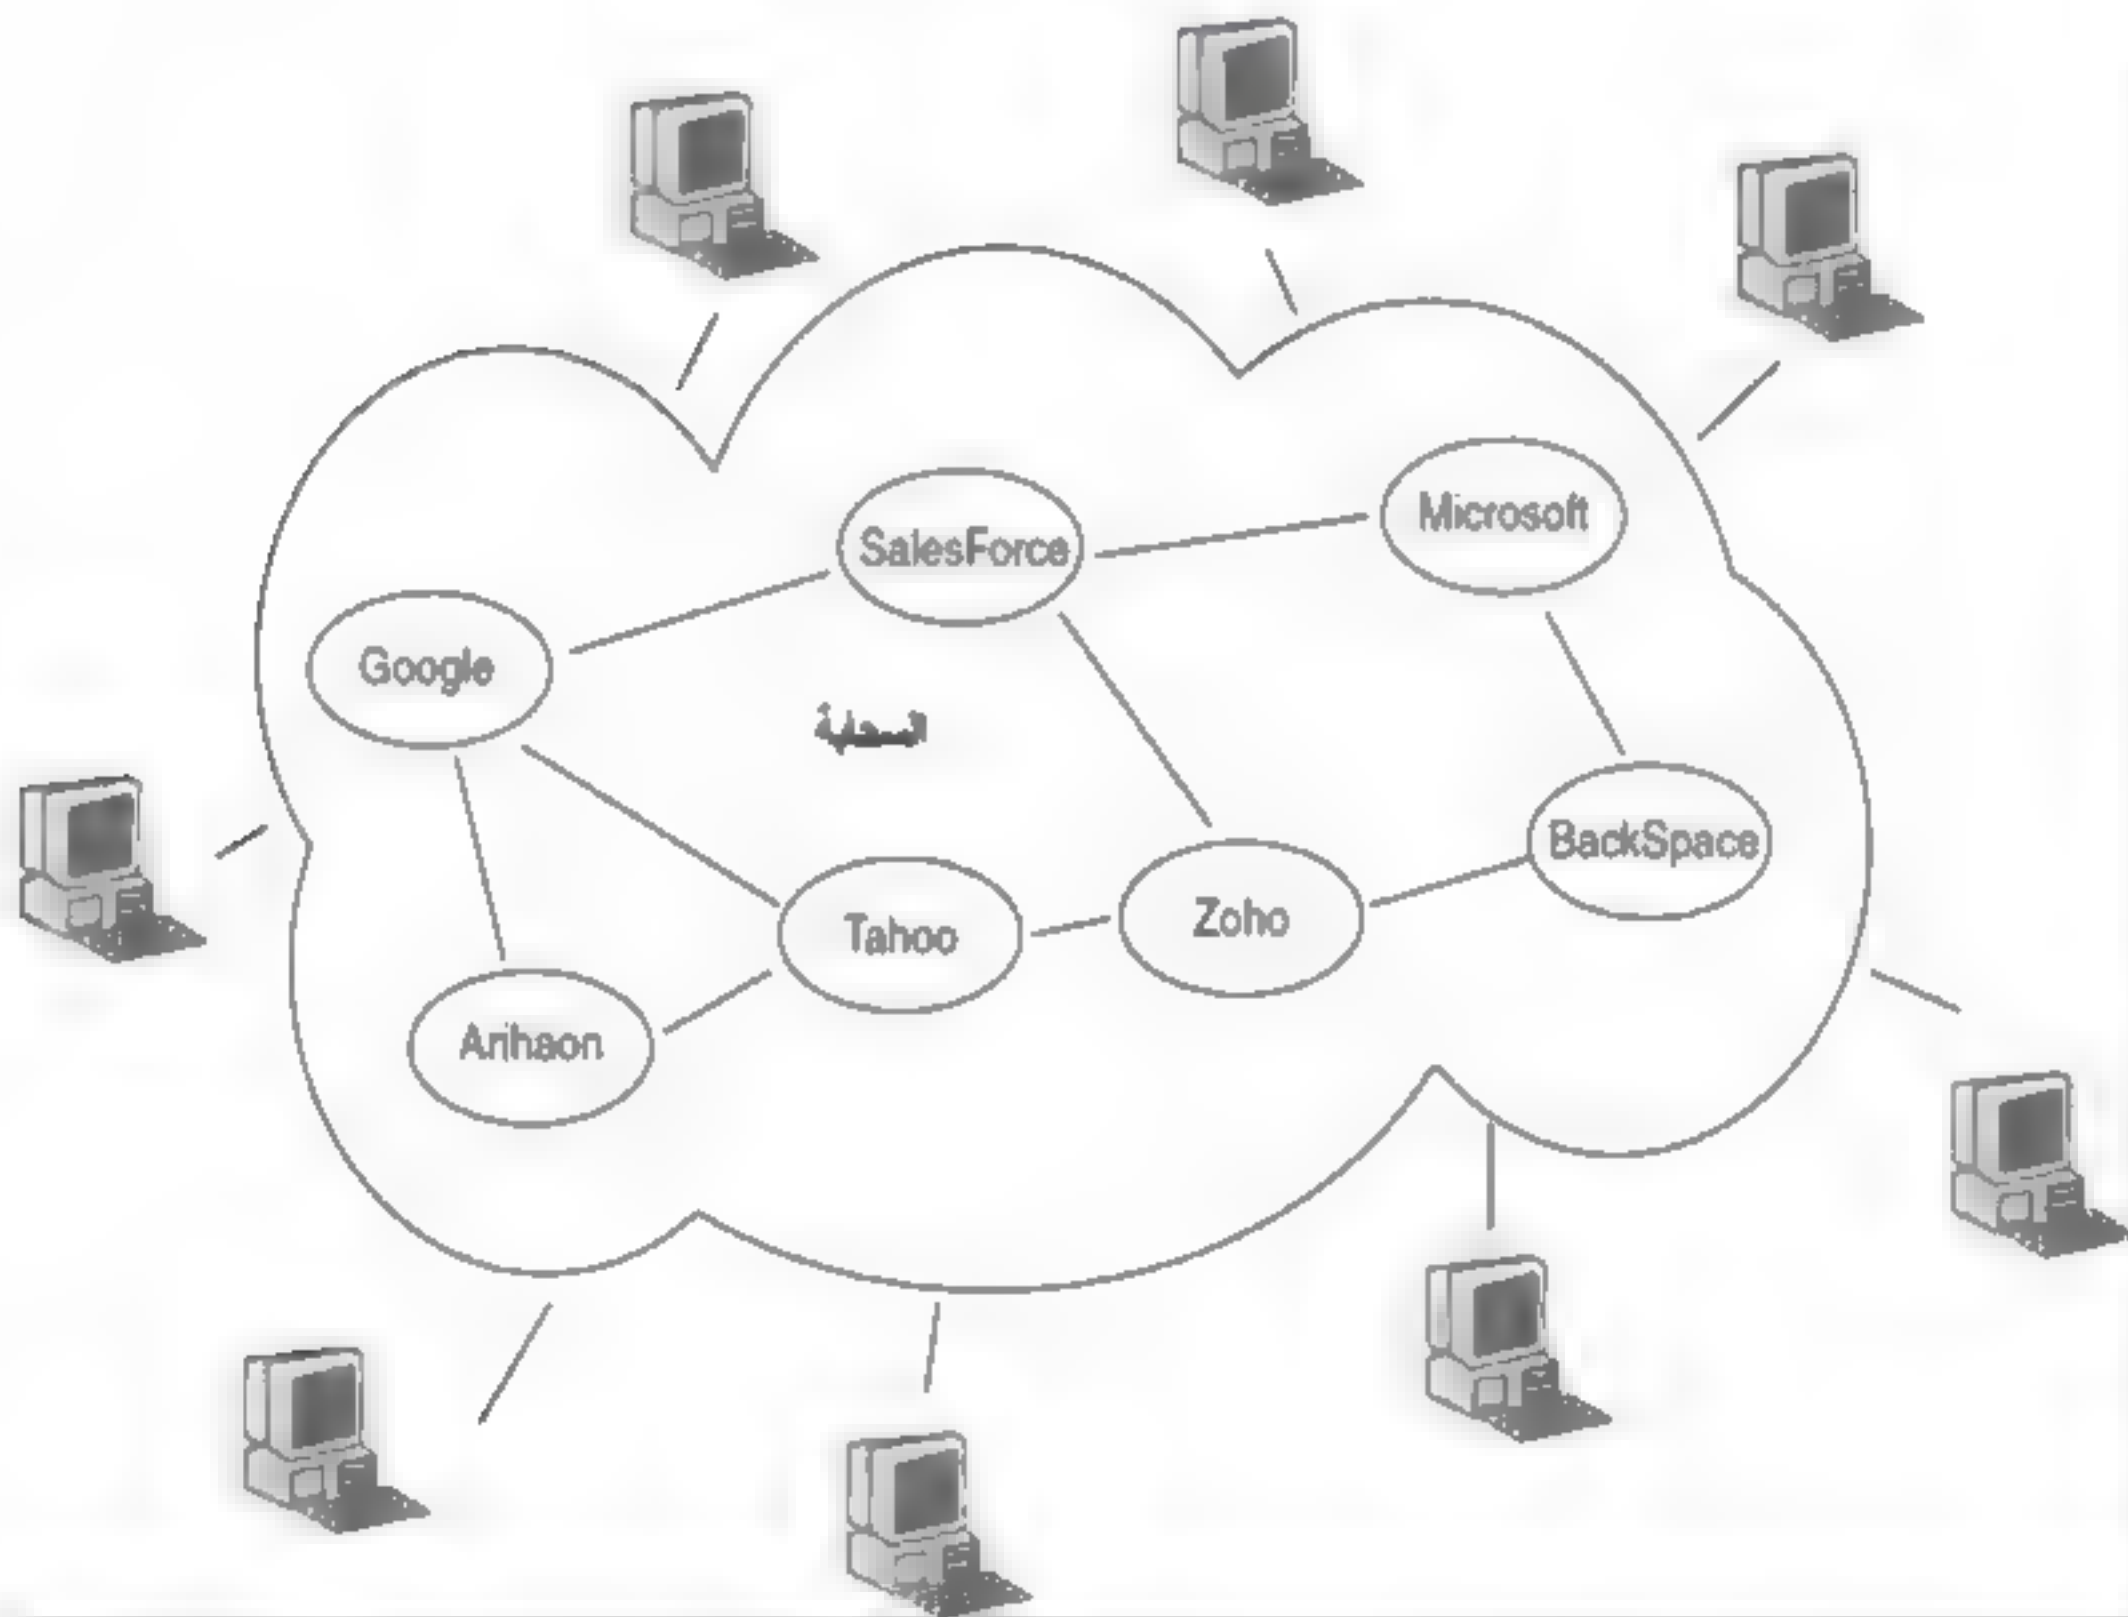 SalesForce
Microsoft
Google
السحابة
BackSpace
Tahoo
Zoho
Arihaon